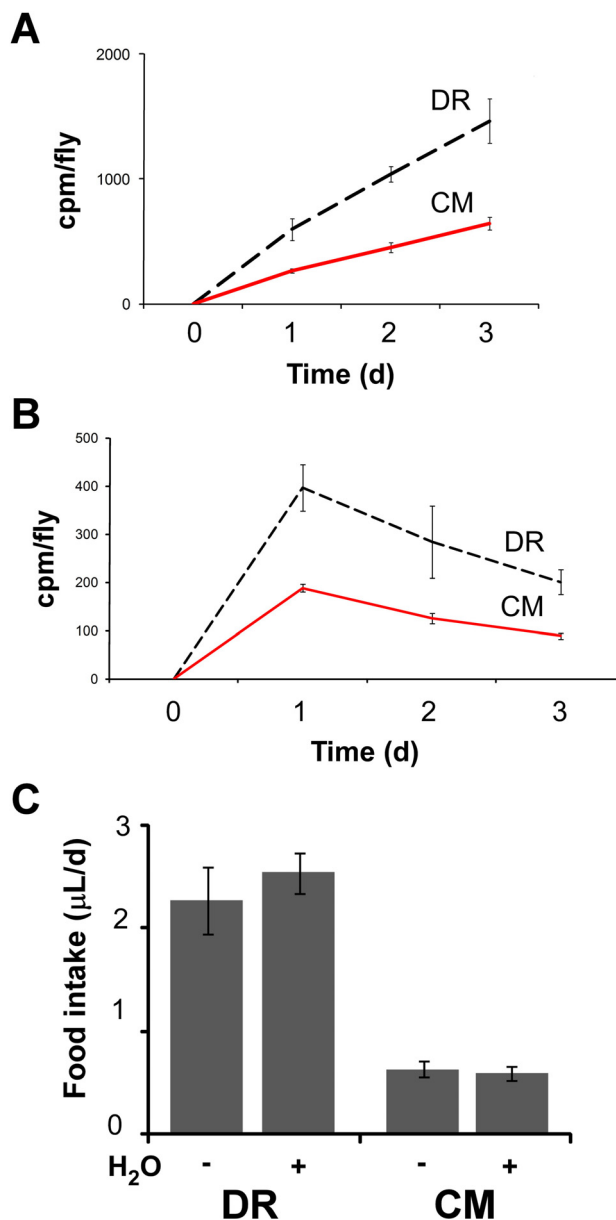 A
2000
DR
1000
CM
0
0 1 2 3
cpm/fly
Time (d)
B
500
400
300
DR
200
CM
100
0
0 1 2 3
cpm/fly
Time (d)
C
3
2
1
0
Food intake (μL/d)
H2O - + - +
DR CM